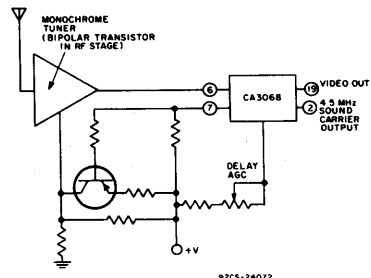 MONOCHROME
TUNER
(BIPOLAR TRANSISTOR
IN RF STAGE)
6
CA3068
19
VIDEO OUT
7
2
4.5 MHz
SOUND
CARRIER
OUTPUT
DELAY
AGC
+V
92CS-24072